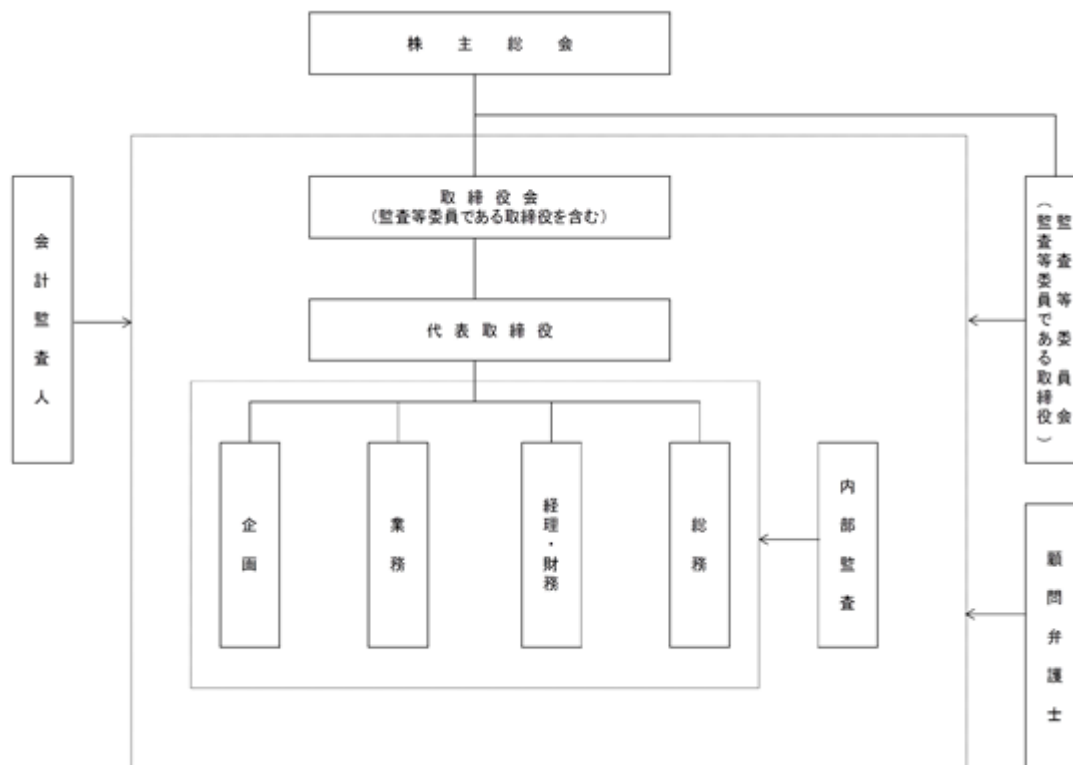 株主総会
取締役会
(監査等委員である取締役を含む)
会計監査人
監査等委員会
(監査等委員である取締役)
代表取締役
企画
業務
経理・財務
総務
内部監査
顧問弁護士